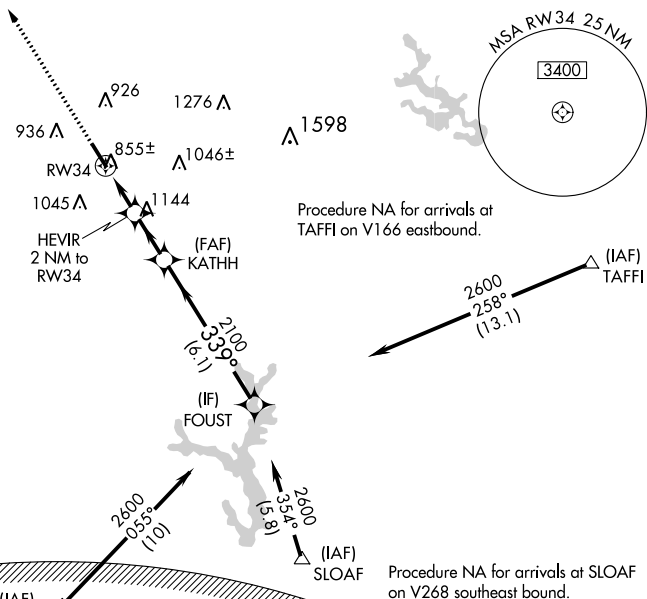 MSA RW34 25 NM
3400
926
1276
936
1598
855±
1046±
RW34
1045
1144
HEVIR
2 NM to
RW34
(FAF)
KATHH
Procedure NA for arrivals at
TAFFI on V166 eastbound.
(IAF)
TAFFI
2600
258°
(13.1)
2100
339°
(6.1)
(IF)
FOUST
2600
055°
(10)
2600
354°
(5.8)
(IAF)
SLOAF
Procedure NA for arrivals at SLOAF
on V268 southeast bound.
(IAF)